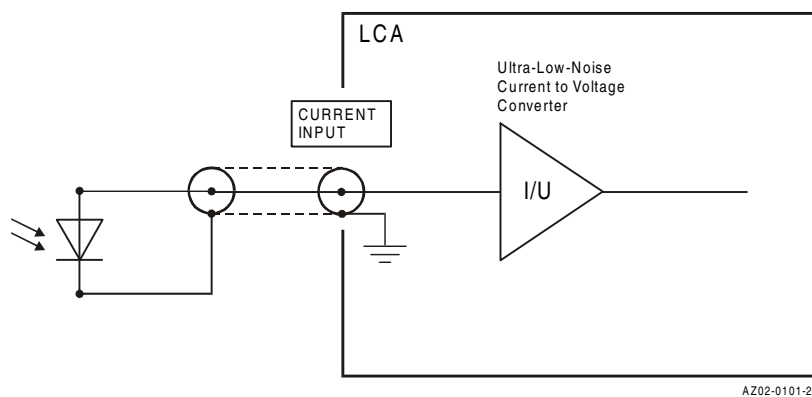 LCA
Ultra-Low-Noise
Current to Voltage
Converter
CURRENT
INPUT
I/U
AZ02-0101-2